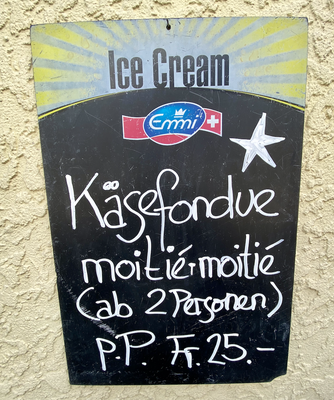 Ice Cream
Emmi
Käsefondue
moitié-moitié
(ab 2 Personen)
p.P. Fr. 25.-